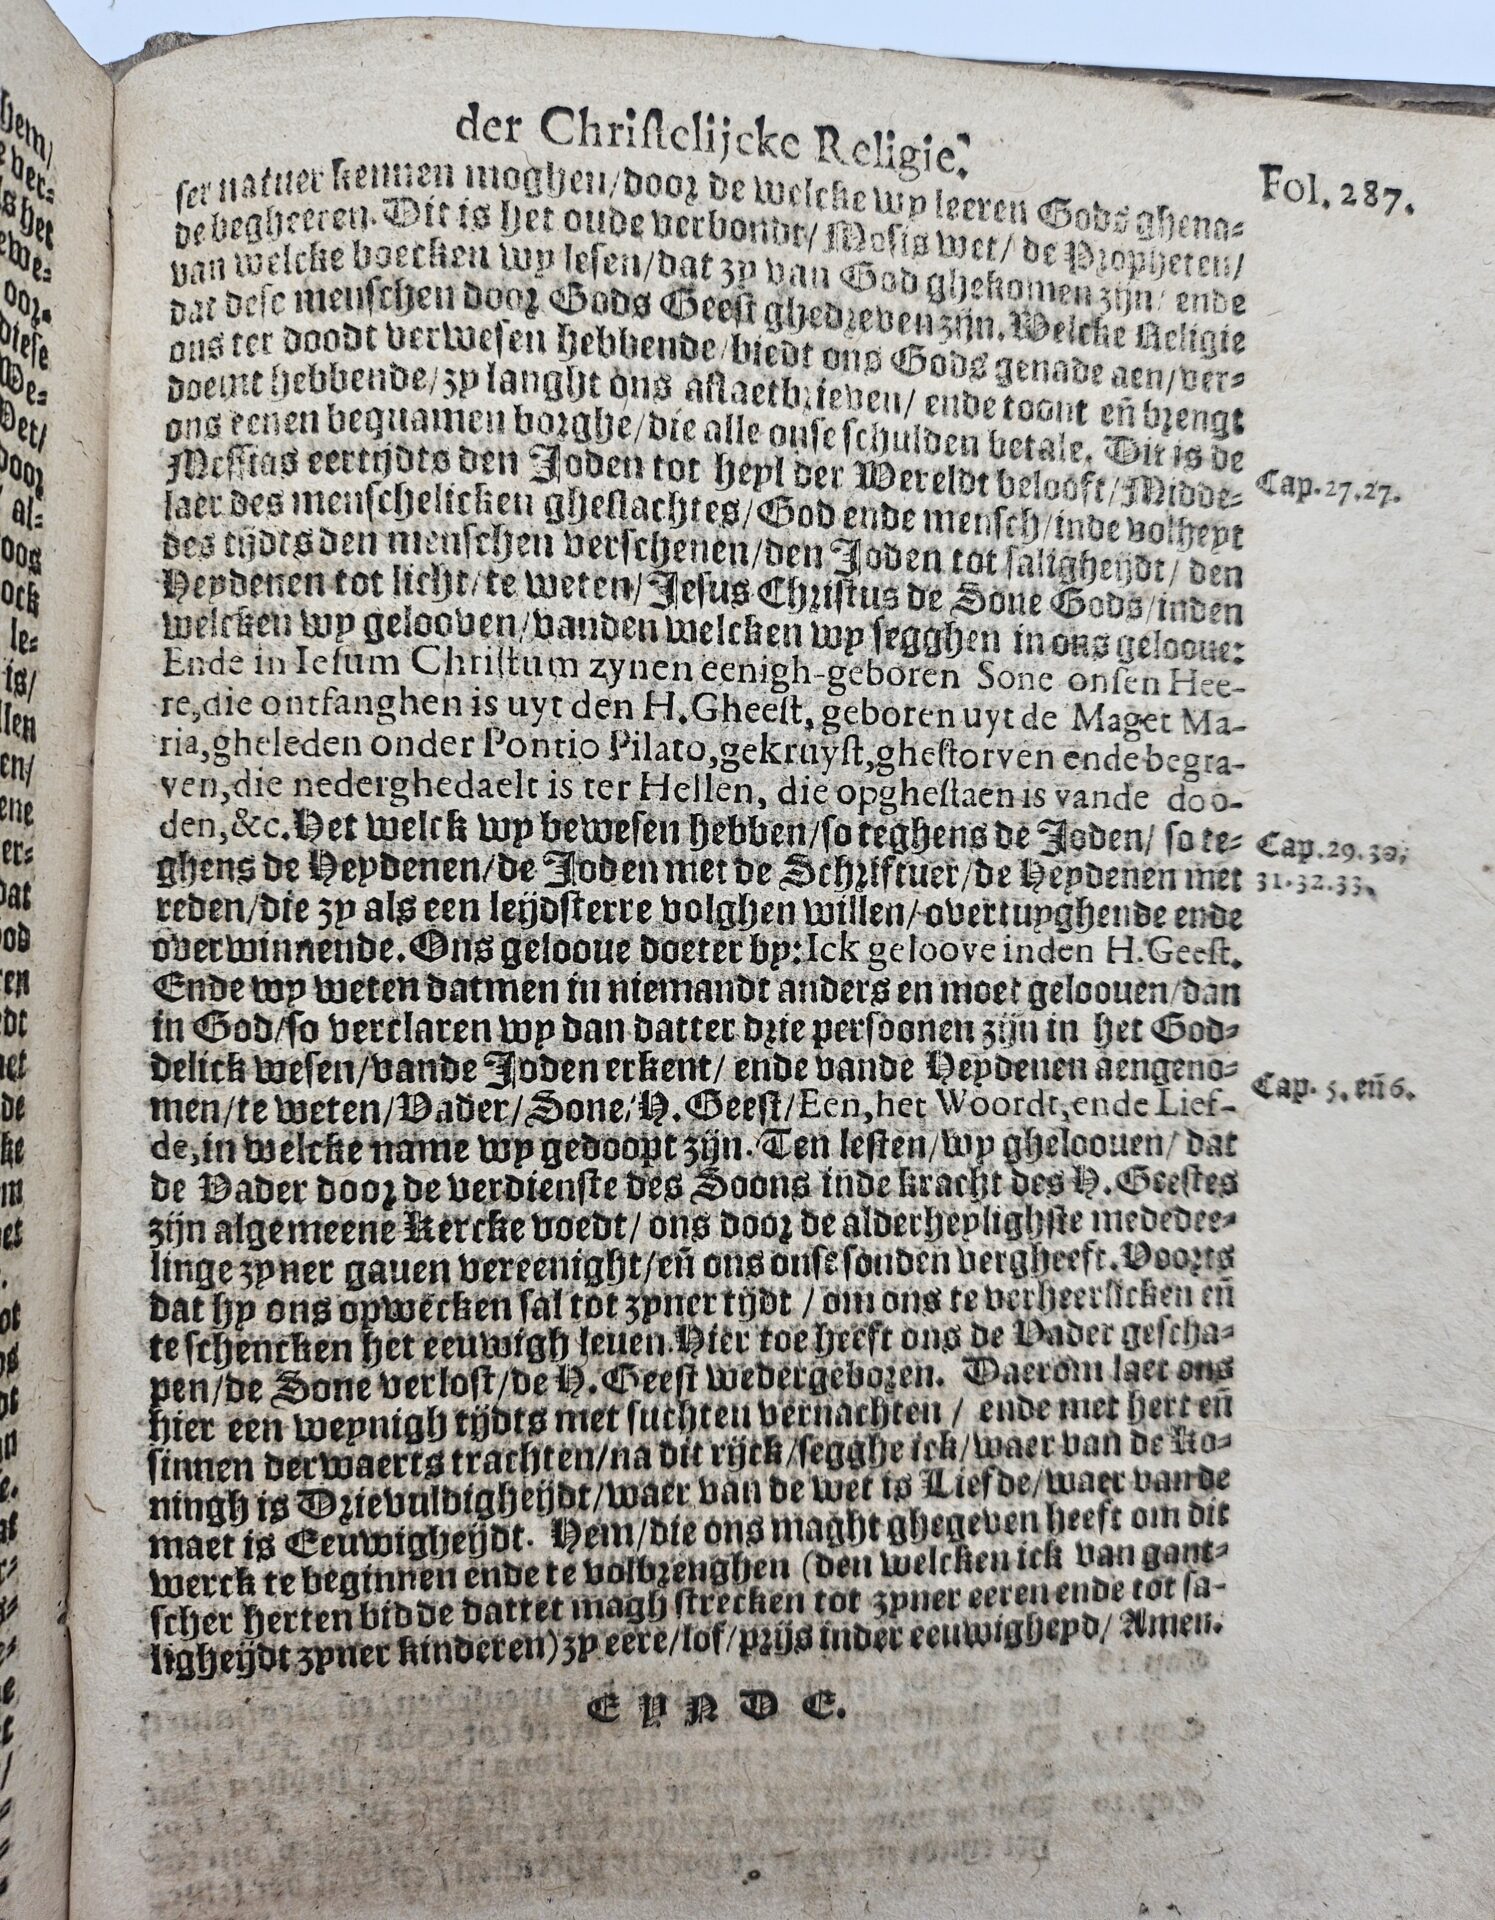 der Christelijcke Religie.
Fol. 287.
ser natuer kennen moghen/door de welcke wy leeren Gods ghena-
de begheeren. Dit is het oude verbondt/ Mosis wet/ de Propheten/
van welcke boecken wy lesen/dat zy van God ghekomen zijn/ ende
dat dese menschen door Gods Geest ghedreven zijn. Welcke Religie
ons ter doodt verwesen hebbende/biedt ons Gods genade aen/ver-
doemt hebbende/zy langht ons aflaetbrieven/ ende toont eñ brengt
ons eenen bequamen borghe/die alle onse schulden betale. Dit is de
Messias eertijdts den Joden tot heyl der Wereldt belooft/Midde-
Cap.27.27.
laer des menschelicken gheslachtes/God ende mensch/inde volheyt
des tijdts den menschen verschenen/den Joden tot saligheijdt/ den
Heydenen tot licht/te weten/Jesus Christus de Sone Gods/inden
welcken wy gelooven/vanden welcken wy segghen in ons geloove:
Ende in Iesum Christum zynen eenigh-geboren Sone onsen Hee-
re,die ontfanghen is uyt den H.Gheest, geboren uyt de Maget Ma-
ria,gheleden onder Pontio Pilato,gekruyst,ghestorven ende begra-
ven,die nederghedaelt is ter Hellen, die opghestaen is vande doo-
den,&c.Het welck wy bewesen hebben/so teghens de Joden/ so te-
Cap.29.30,
ghens de Heydenen/de Joden met de Schriftuer/de Heydenen met
31.32.33.
reden/die zy als een leijdsterre volghen willen/overtuyghende ende
overwinnende. Ons geloove doeter by:Ick geloove inden H.Geest.
Ende wy weten datmen in niemandt anders en moet gelooven/dan
in God/so verclaren wy dan datter drie persoonen zijn in het God-
delick wesen/vande Joden erkent/ ende vande Heydenen aengeno-
Cap. 5. eñ 6.
men/te weten/Vader/Sone/H.Geest/Een,het Woordt,ende Lief-
de,in welcke name wy gedoopt zijn. Ten lesten/wy ghelooven/ dat
de Vader door de verdienste des Soons inde kracht des H.Geestes
zijn algemeene Kercke voedt/ ons door de alderheylighste mededee-
linge zyner gauen vereenight/eñ ons onse sonden vergheeft. Voorts
dat hy ons opwecken sal tot zyner tijdt / om ons te verheerlicken eñ
te schencken het eeuwigh leuen.Hier toe heeft ons de Vader gescha-
pen/de Sone verlost/de H.Geest wedergeboren. Daerom laet ons
hier een weynigh tijdts met suchten vernachten / ende met hert eñ
sinnen derwaerts trachten/na dit rijck/segghe ick/waer van de Ko-
ningh is Drievuldigheijdt/waer van de wet is Liefde/waer vande
maet is Eeuwigheijdt. Hem/die ons maght ghegeven heeft om dit
werck te beginnen ende te volbrenghen (den welcken ick van gant-
scher herten bidde dattet magh strecken tot zyner eeren ende tot sa-
ligheijdt zyner kinderen) zy eere/lof/prijs inder eeuwigheyd/ Amen.
EYNDE.